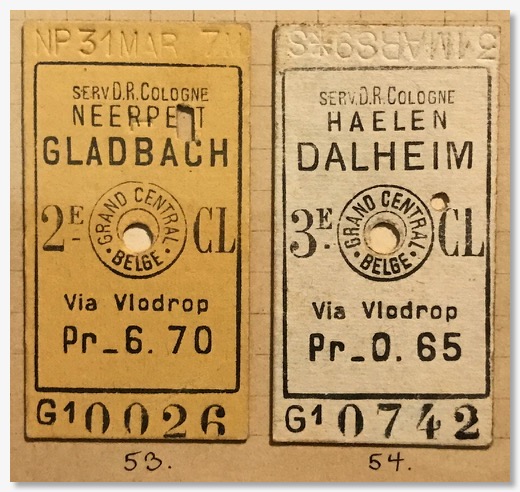 NP 31 MAR 7
SERV.D.R.COLOGNE
NEERPELT
GLADBACH
2E CL
GRAND CENTRAL
BELGE
Via Vlodrop
Pr_6.70
G1 0026
53.
31MAR89
SERV.D.R.COLOGNE
HAELEN
DALHEIM
3E CL
GRAND CENTRAL
BELGE
Via Vlodrop
Pr_0.65
G1 0742
54.